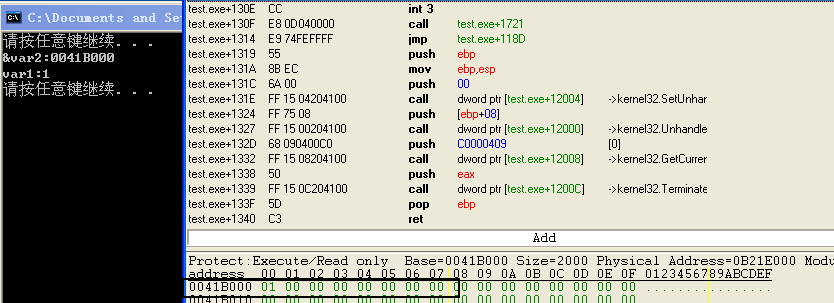 C:\Documents and Se
请按任意键继续. . .
&var2:0041B000
var1:1
请按任意键继续. . .
test.exe+130E CC int 3
test.exe+130F E8 0D040000 call test.exe+1721
test.exe+1314 E9 74FEFFFF jmp test.exe+118D
test.exe+1319 55 push ebp
test.exe+131A 8B EC mov ebp,esp
test.exe+131C 6A 00 push 00
test.exe+131E FF 15 04204100 call dword ptr [test.exe+12004] ->kernel32.SetUnhar
test.exe+1324 FF 75 08 push [ebp+08]
test.exe+1327 FF 15 00204100 call dword ptr [test.exe+12000] ->kernel32.Unhandle
test.exe+132D 68 090400C0 push C0000409 [0]
test.exe+1332 FF 15 08204100 call dword ptr [test.exe+12008] ->kernel32.GetCurrer
test.exe+1338 50 push eax
test.exe+1339 FF 15 0C204100 call dword ptr [test.exe+1200C] ->kernel32.Terminate
test.exe+133F 5D pop ebp
test.exe+1340 C3 ret
Add
Protect:Execute/Read only Base=0041B000 Size=2000 Physical Address=0B21E000 Modu
address 00 01 02 03 04 05 06 07 08 09 0A 0B 0C 0D 0E 0F 0123456789ABCDEF
0041B000 01 00 00 00 00 00 00 00 00 00 00 00 00 00 00 00 ................